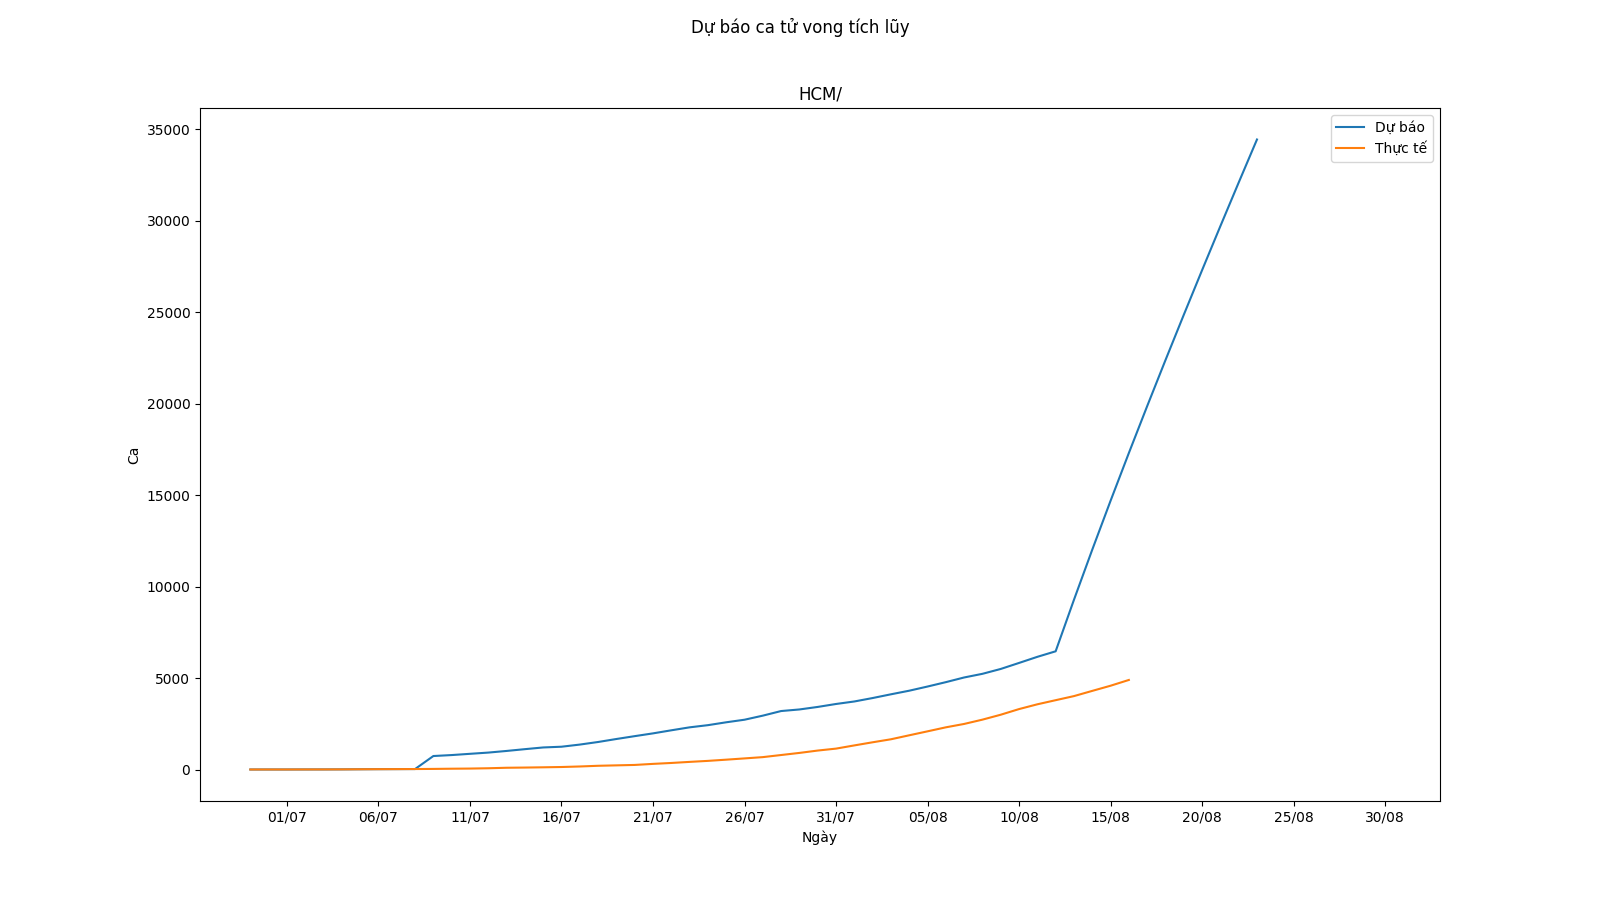 Dự báo ca tử vong tích lũy
HCM/
Dự báo
Thực tế
35000
30000
25000
20000
15000
10000
5000
0
Ca
01/07 06/07 11/07 16/07 21/07 26/07 31/07 05/08 10/08 15/08 20/08 25/08 30/08
Ngày